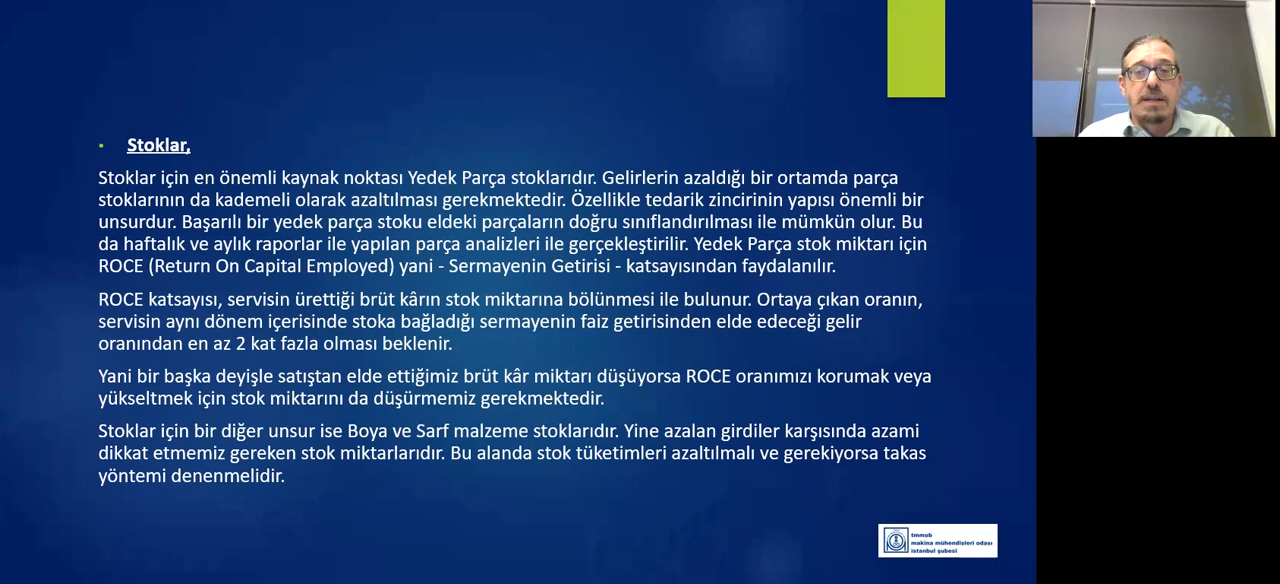 Stoklar,
Stoklar için en önemli kaynak noktası Yedek Parça stoklarıdır. Gelirlerin azaldığı bir ortamda parça
stoklarının da kademeli olarak azaltılması gerekmektedir. Özellikle tedarik zincirinin yapısı önemli bir
unsurdur. Başarılı bir yedek parça stoku eldeki parçaların doğru sınıflandırılması ile mümkün olur. Bu
da haftalık ve aylık raporlar ile yapılan parça analizleri ile gerçekleştirilir. Yedek Parça stok miktarı için
ROCE (Return On Capital Employed) yani - Sermayenin Getirisi - katsayısından faydalanılır.
ROCE katsayısı, servisin ürettiği brüt kârın stok miktarına bölünmesi ile bulunur. Ortaya çıkan oranın,
servisin aynı dönem içerisinde stoka bağladığı sermayenin faiz getirisinden elde edeceği gelir
oranından en az 2 kat fazla olması beklenir.
Yani bir başka deyişle satıştan elde ettiğimiz brüt kâr miktarı düşüyorsa ROCE oranımızı korumak veya
yükseltmek için stok miktarını da düşürmemiz gerekmektedir.
Stoklar için bir diğer unsur ise Boya ve Sarf malzeme stoklarıdır. Yine azalan girdiler karşısında azami
dikkat etmemiz gereken stok miktarlarıdır. Bu alanda stok tüketimleri azaltılmalı ve gerekiyorsa takas
yöntemi denenmelidir.
tmmob
makina mühendisleri odası
istanbul şubesi